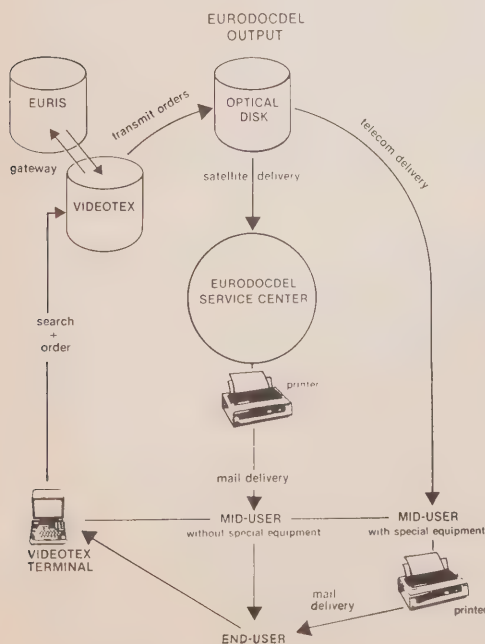 EURODOCDEL
OUTPUT
EURIS
OPTICAL
DISK
transmit orders
gateway
VIDEOTEX
satellite delivery
telecom delivery
EURODOCDEL
SERVICE CENTER
search
+
order
printer
mail delivery
VIDEOTEX
TERMINAL
MID-USER
without special equipment
MID-USER
with special equipment
mail
delivery
printer
END-USER